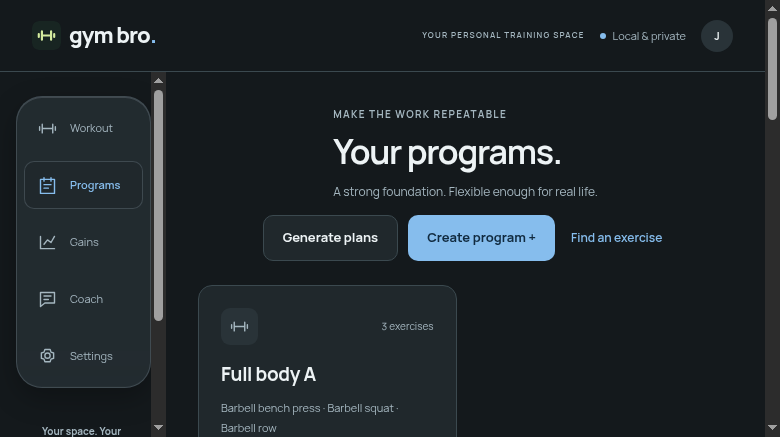 gym bro.
YOUR PERSONAL TRAINING SPACE
Local & private
J
Workout
Programs
Gains
Coach
Settings
Your space. Your
MAKE THE WORK REPEATABLE
Your programs.
A strong foundation. Flexible enough for real life.
Generate plans
Create program +
Find an exercise
3 exercises
Full body A
Barbell bench press · Barbell squat ·
Barbell row